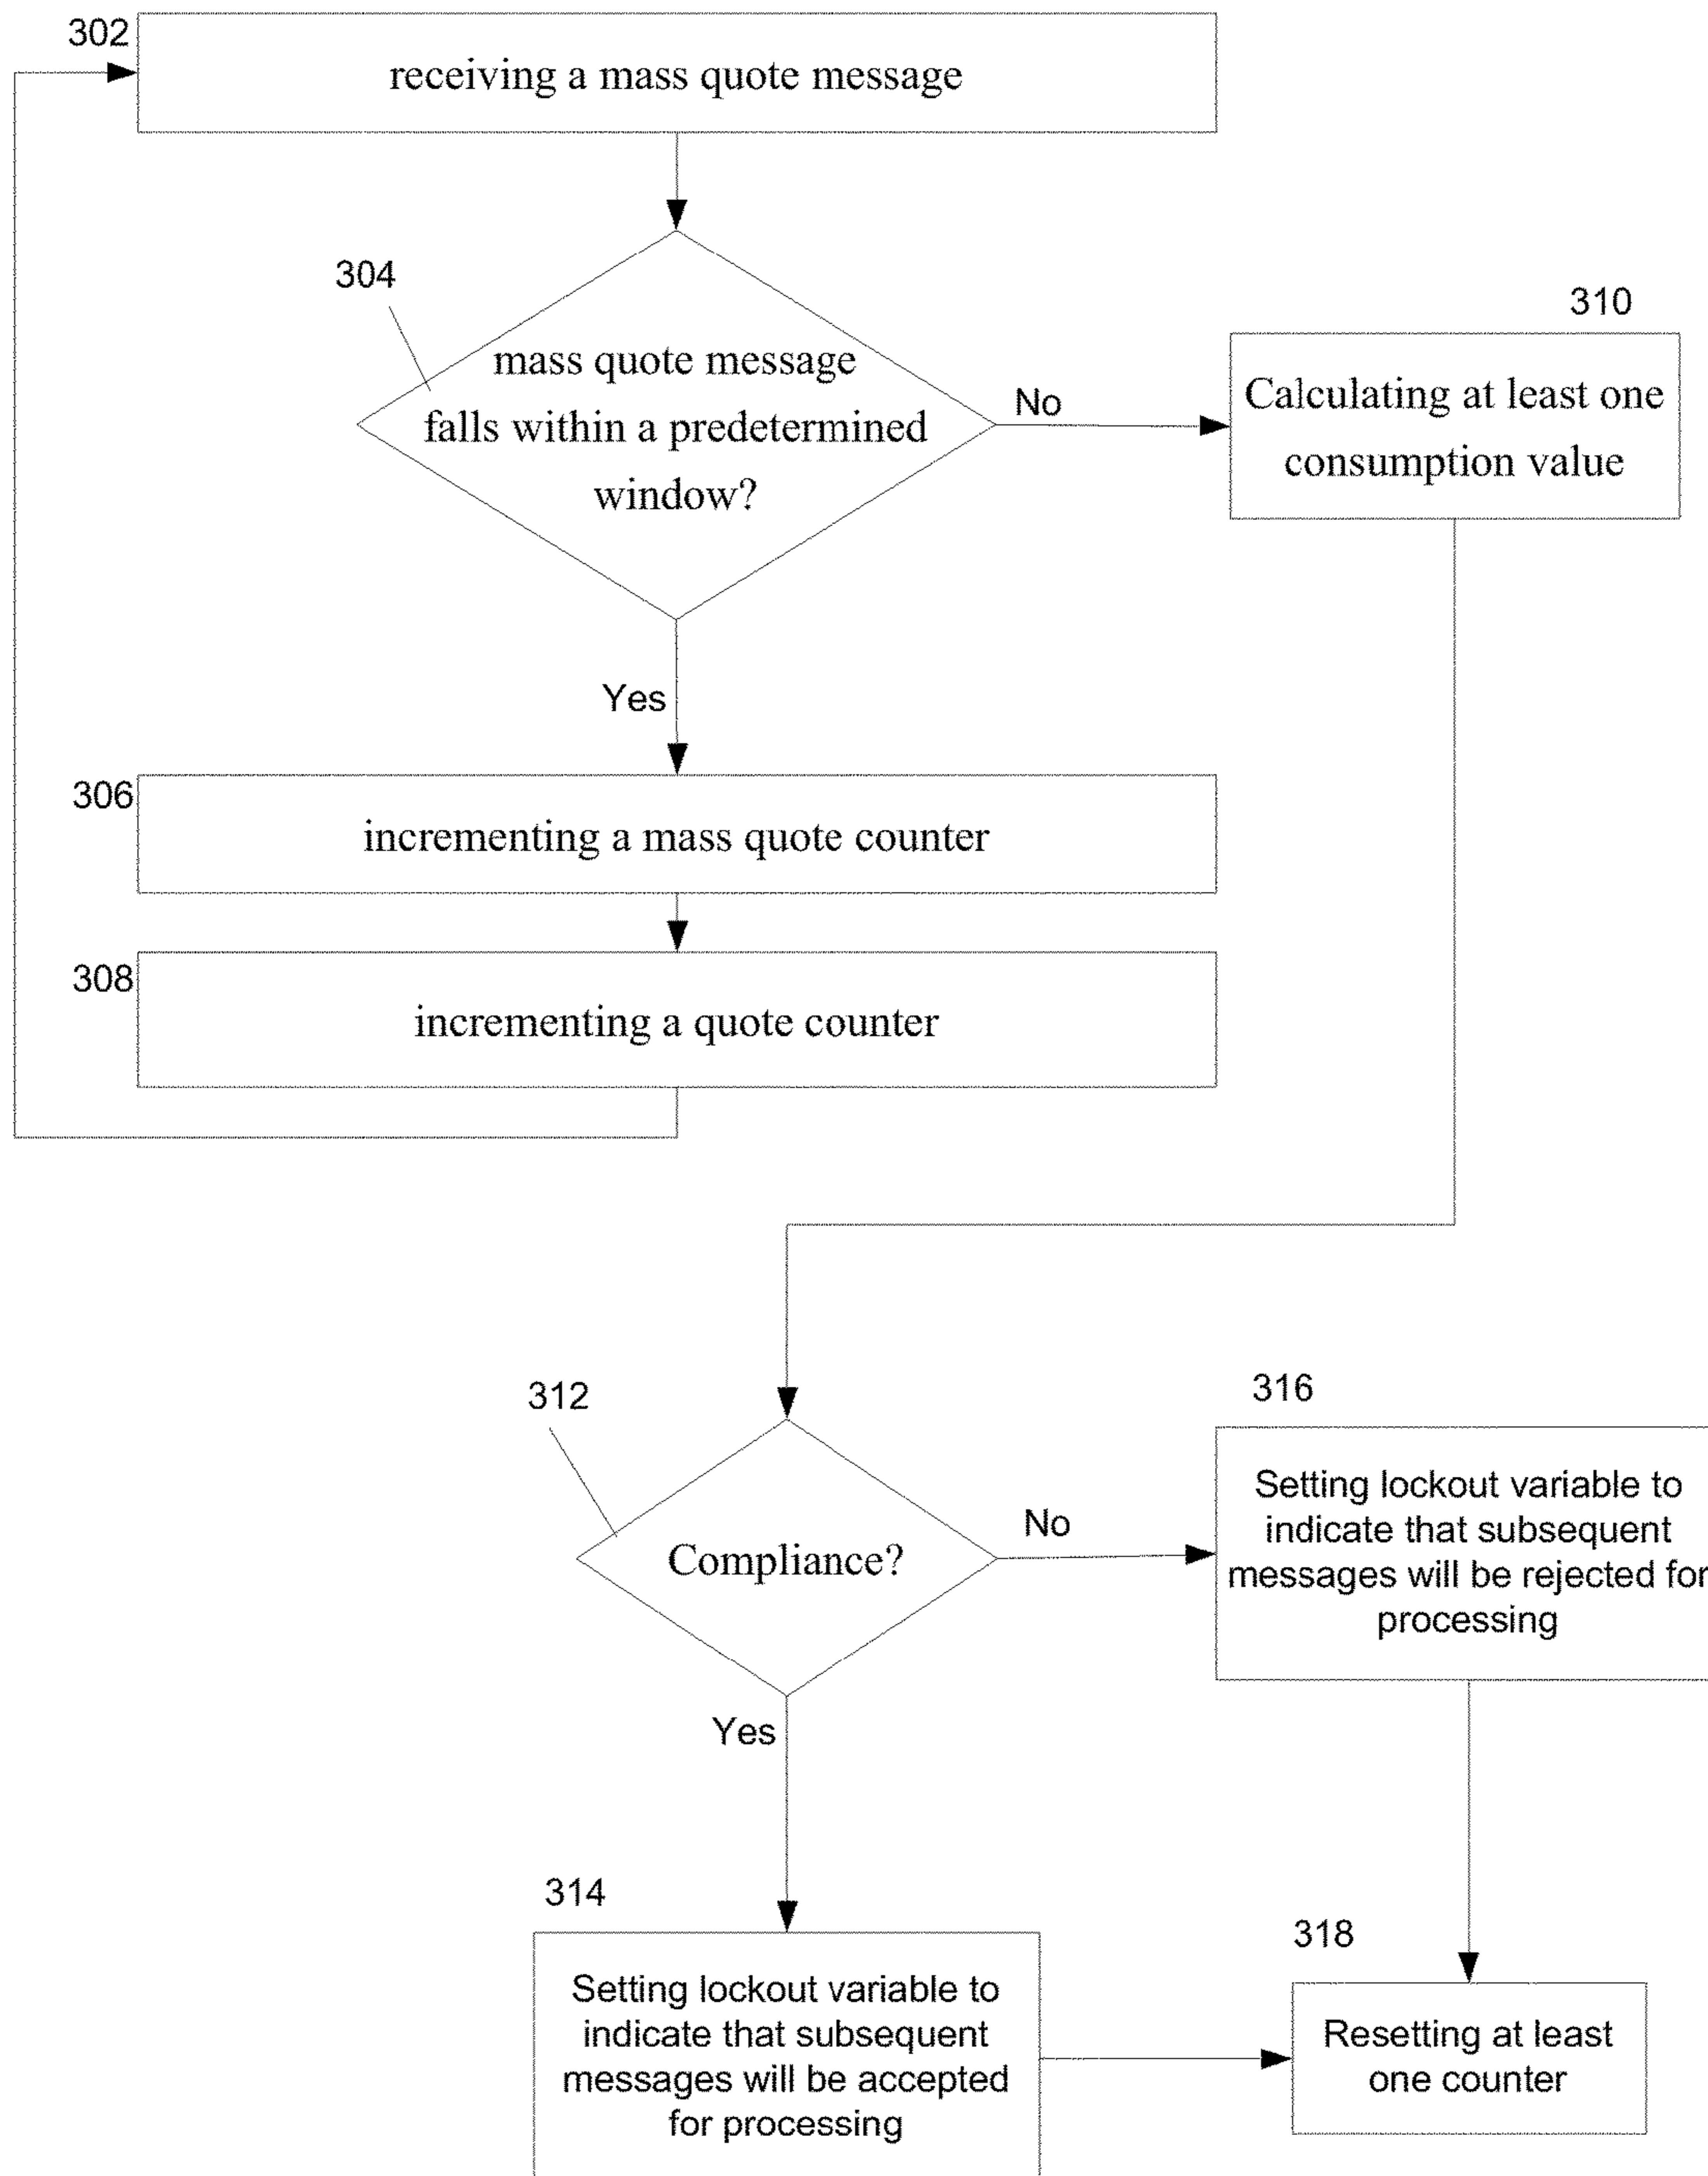 302
receiving a mass quote message
304
mass quote message
falls within a predetermined
window?
No
310
Calculating at least one
consumption value
Yes
306
incrementing a mass quote counter
308
incrementing a quote counter
312
Compliance?
No
316
Setting lockout variable to
indicate that subsequent
messages will be rejected for
processing
Yes
314
Setting lockout variable to
indicate that subsequent
messages will be accepted
for processing
318
Resetting at least
one counter